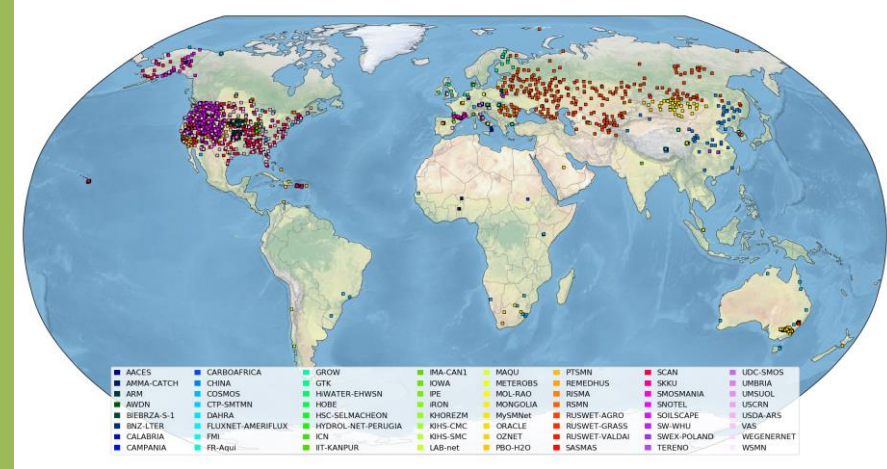 AACES CARBOAFRICA GROW IMA-CAN1 MAQU PTSMN SCAN UDC-SMOS
AMMA-CATCH CHINA GTK IOWA METEROBS REMEDHUS SKKU UMBRIA
ARM COSMOS HiWATER-EHWSN IPE MOL-RAO RISMA SMOSMANIA UMSUOL
AWDN CTP-SMTMN HOBE IRON MONGOLIA RSMN SNOTEL USCRN
BIEBRZA-S-1 DAHRA HSC-SELMACHEON KHOREZM MySMNet RUSWET-AGRO SOILSCAPE USDA-ARS
BNZ-LTER FLUXNET-AMERIFLUX HYDROL-NET-PERUGIA KIHS-CMC ORACLE RUSWET-GRASS SW-WHU VAS
CALABRIA FMI ICN KIHS-SMC OZNET RUSWET-VALDAI SWEX-POLAND WEGENERNET
CAMPANIA FR-Aqui IIT-KANPUR LAB-net PBO-H2O SASMAS TERENO WSMN